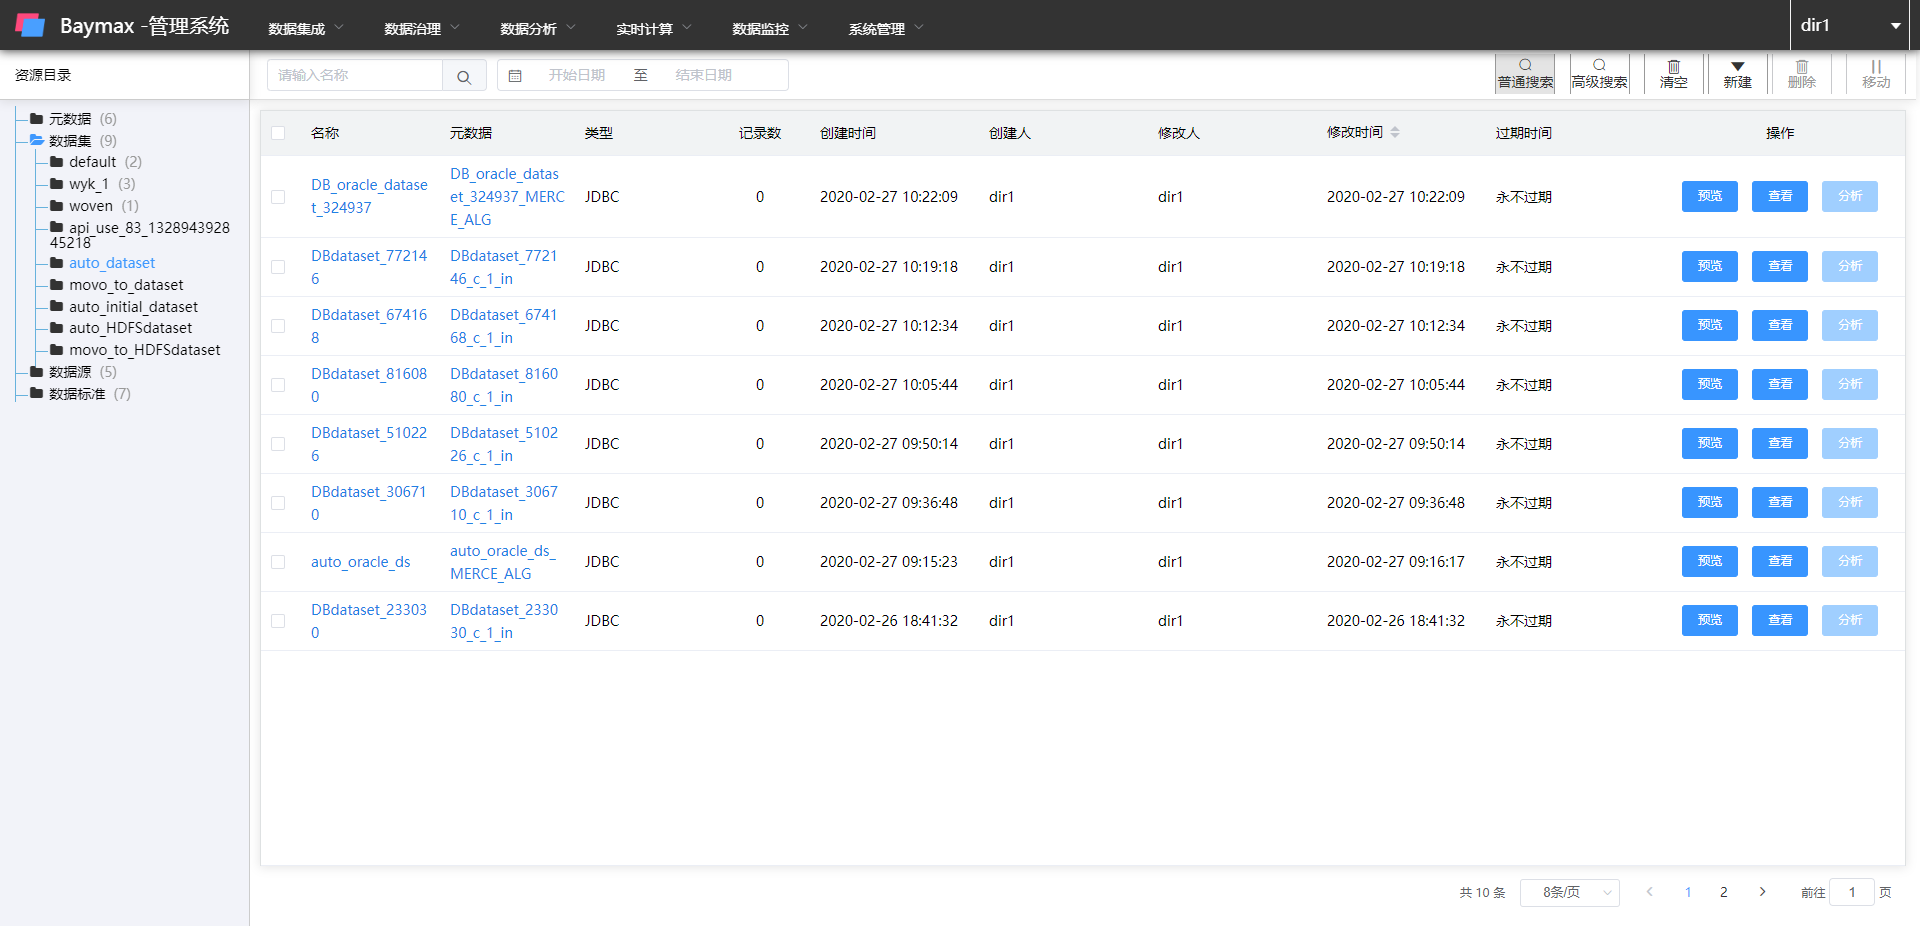 Baymax -管理系统
数据集成
数据治理
数据分析
实时计算
数据监控
系统管理
dir1
资源目录
请输入名称
开始日期 至 结束日期
普通搜索
高级搜索
清空
新建
删除
移动
元数据 (6)
数据集 (9)
default (2)
wyk_1 (3)
woven (1)
api_use_83_1328943928
45218
auto_dataset
movo_to_dataset
auto_initial_dataset
auto_HDFSdataset
movo_to_HDFSdataset
数据源 (5)
数据标准 (7)
名称 元数据 类型 记录数 创建时间 创建人 修改人 修改时间 过期时间 操作
DB_oracle_datase
t_324937
DB_oracle_datas
et_324937_MERC
E_ALG
JDBC 0 2020-02-27 10:22:09 dir1 dir1 2020-02-27 10:22:09 永不过期 预览 查看 分析
DBdataset_772146
6
DBdataset_7721
46_c_1_in
JDBC 0 2020-02-27 10:19:18 dir1 dir1 2020-02-27 10:19:18 永不过期 预览 查看 分析
DBdataset_67416
8
DBdataset_6741
68_c_1_in
JDBC 0 2020-02-27 10:12:34 dir1 dir1 2020-02-27 10:12:34 永不过期 预览 查看 分析
DBdataset_81608
0
DBdataset_8160
80_c_1_in
JDBC 0 2020-02-27 10:05:44 dir1 dir1 2020-02-27 10:05:44 永不过期 预览 查看 分析
DBdataset_51022
6
DBdataset_5102
26_c_1_in
JDBC 0 2020-02-27 09:50:14 dir1 dir1 2020-02-27 09:50:14 永不过期 预览 查看 分析
DBdataset_30671
0
DBdataset_3067
10_c_1_in
JDBC 0 2020-02-27 09:36:48 dir1 dir1 2020-02-27 09:36:48 永不过期 预览 查看 分析
auto_oracle_ds
auto_oracle_ds_
MERCE_ALG
JDBC 0 2020-02-27 09:15:23 dir1 dir1 2020-02-27 09:16:17 永不过期 预览 查看 分析
DBdataset_23303
0
DBdataset_2330
30_c_1_in
JDBC 0 2020-02-26 18:41:32 dir1 dir1 2020-02-26 18:41:32 永不过期 预览 查看 分析
共 10 条 8条/页 1 2 前往 1 页